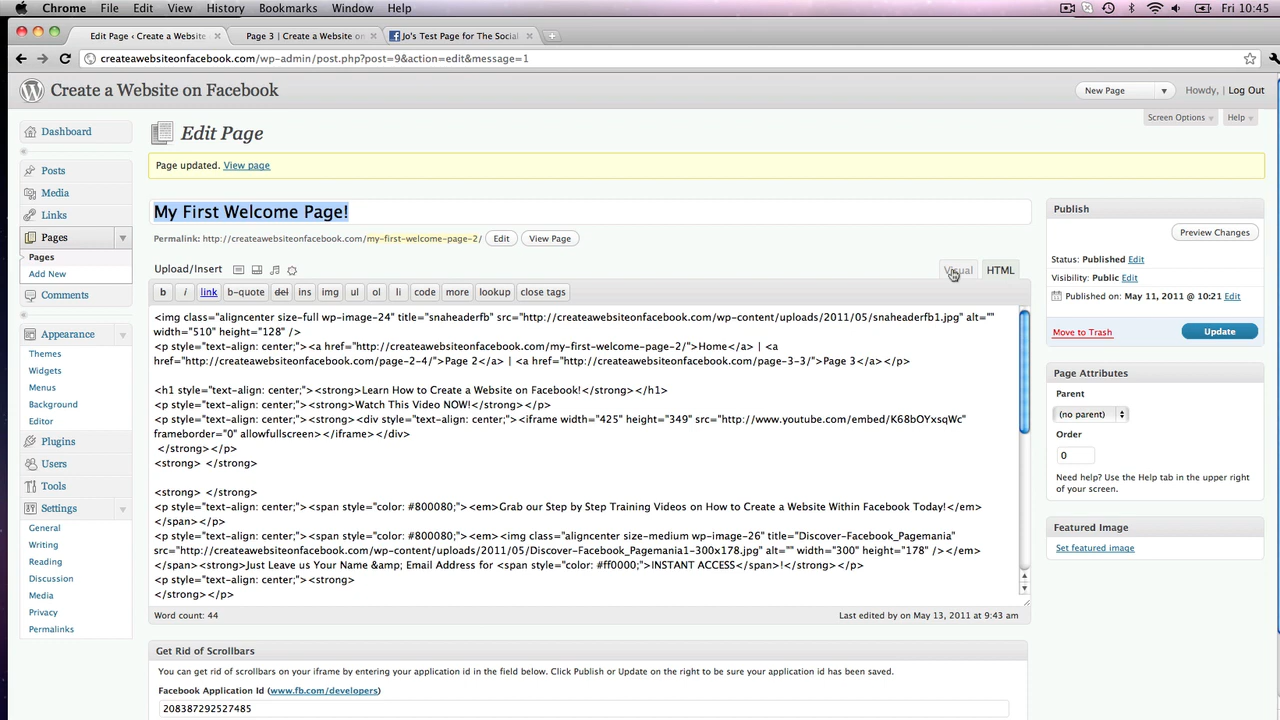 Chrome File Edit View History Bookmarks Window Help Fri 10:45
Edit Page ‹ Create a Website Page 3 | Create a Website on Jo's Test Page for The Social
createawebsiteonfacebook.com/wp-admin/post.php?post=9&action=edit&message=1
Create a Website on Facebook New Page Howdy, | Log Out
Screen Options Help
Dashboard
Posts
Media
Links
Pages
Pages
Add New
Comments
Appearance
Themes
Widgets
Menus
Background
Editor
Plugins
Users
Tools
Settings
General
Writing
Reading
Discussion
Media
Privacy
Permalinks
Edit Page
Page updated. View page
My First Welcome Page!
Permalink: http://createawebsiteonfacebook.com/my-first-welcome-page-2/ Edit View Page
Upload/Insert Visual HTML
b i link b-quote del ins img ul ol li code more lookup close tags
<img class="aligncenter size-full wp-image-24" title="snaheaderfb" src="http://createawebsiteonfacebook.com/wp-content/uploads/2011/05/snaheaderfb1.jpg" alt=""
width="510" height="128" />
<p style="text-align: center;"><a href="http://createawebsiteonfacebook.com/my-first-welcome-page-2/">Home</a> | <a
href="http://createawebsiteonfacebook.com/page-2-4/">Page 2</a> | <a href="http://createawebsiteonfacebook.com/page-3-3/">Page 3</a></p>
<h1 style="text-align: center;"><strong>Learn How to Create a Website on Facebook!</strong></h1>
<p style="text-align: center;"><strong>Watch This Video NOW!</strong></p>
<p style="text-align: center;"><strong><div style="text-align: center;"><iframe width="425" height="349" src="http://www.youtube.com/embed/K68bOYxsqWc"
frameborder="0" allowfullscreen></iframe></div>
</strong></p>
<strong> </strong>
<strong> </strong>
<p style="text-align: center;"><span style="color: #800080;"><em>Grab our Step by Step Training Videos on How to Create a Website Within Facebook Today!</em>
</span></p>
<p style="text-align: center;"><span style="color: #800080;"><em><img class="aligncenter size-medium wp-image-26" title="Discover-Facebook_Pagemania"
src="http://createawebsiteonfacebook.com/wp-content/uploads/2011/05/Discover-Facebook_Pagemania1-300x178.jpg" alt="" width="300" height="178" /></em>
</span><strong>Just Leave us Your Name &amp; Email Address for <span style="color: #ff0000;">INSTANT ACCESS</span>!</strong></p>
<p style="text-align: center;"><strong>
</strong></p>
Word count: 44 Last edited by on May 13, 2011 at 9:43 am
Get Rid of Scrollbars
You can get rid of scrollbars on your iframe by entering your application id in the field below. Click Publish or Update on the right to be sure your application id has been saved.
Facebook Application Id (www.fb.com/developers)
208387292527485
Publish
Preview Changes
Status: Published Edit
Visibility: Public Edit
Published on: May 11, 2011 @ 10:21 Edit
Move to Trash Update
Page Attributes
Parent
(no parent)
Order
0
Need help? Use the Help tab in the upper right
of your screen.
Featured Image
Set featured image